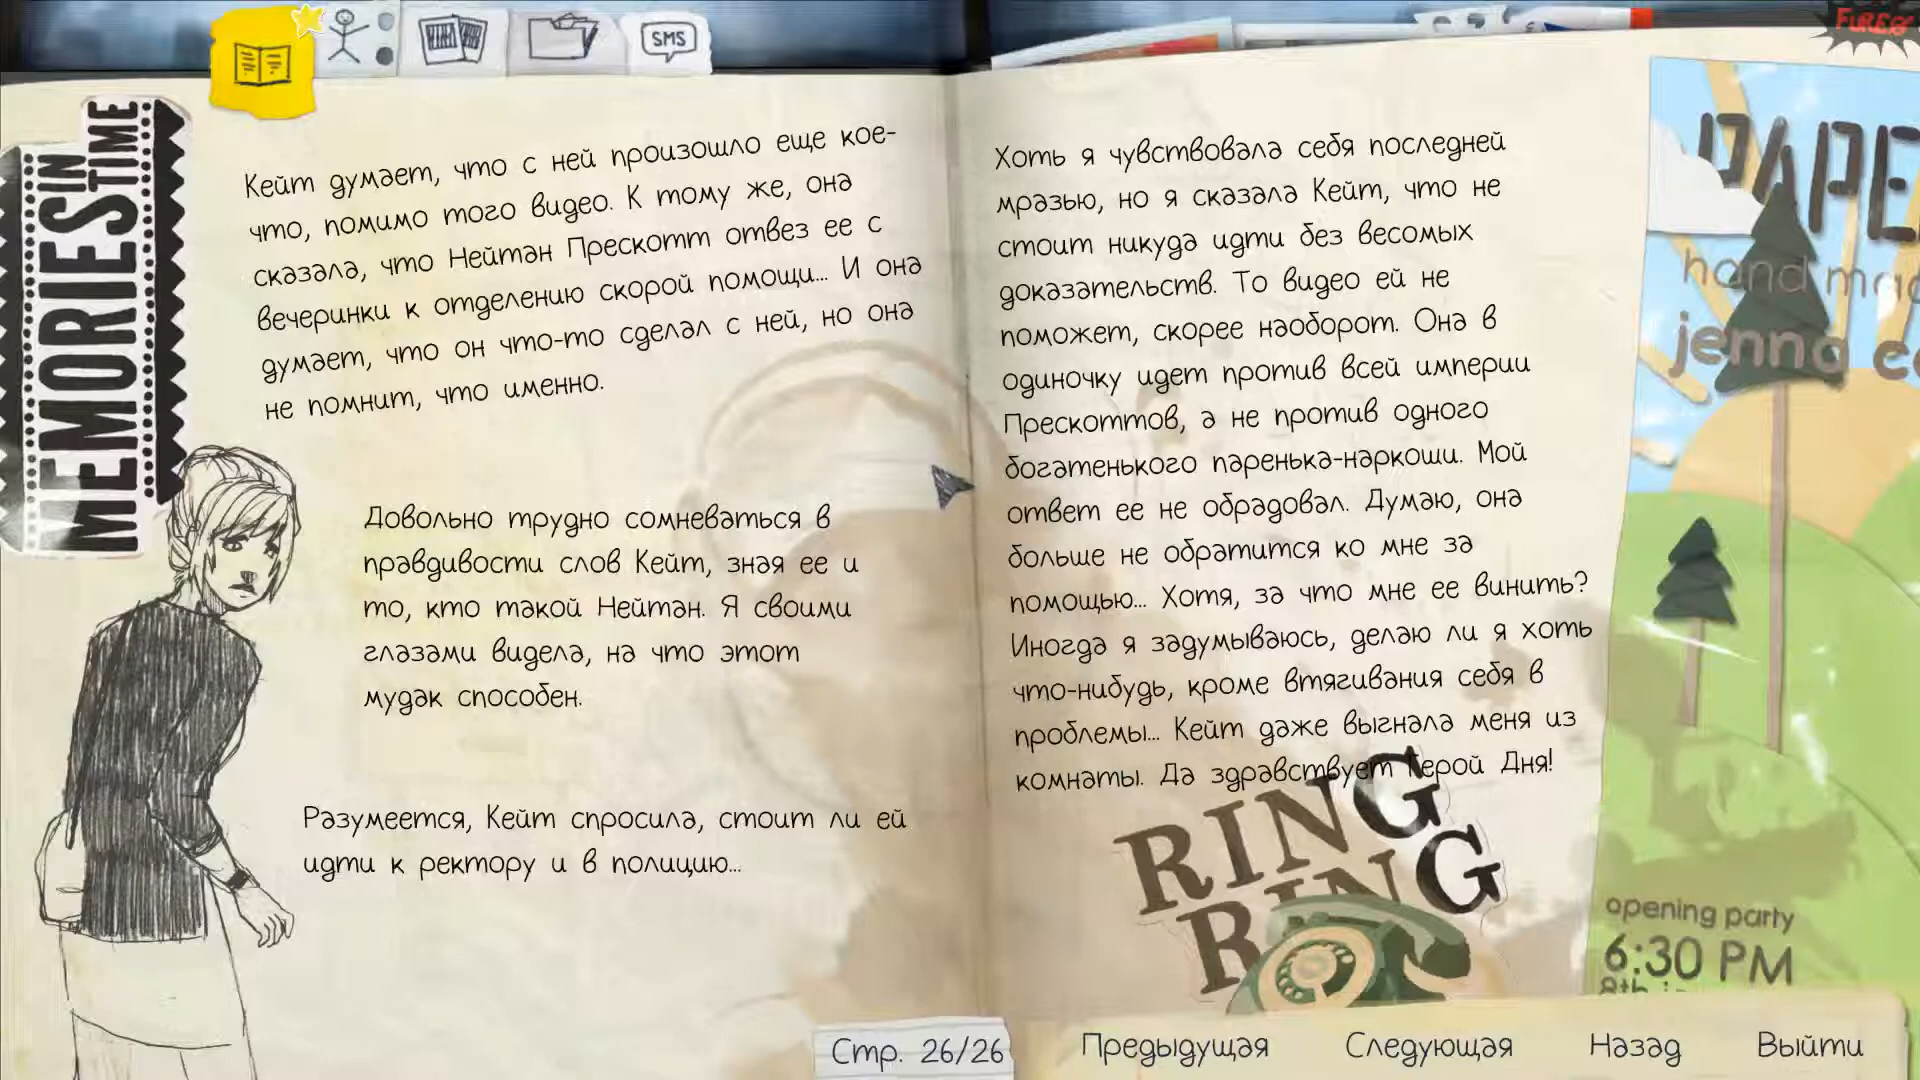 FUREES
SMS
MEMORIES IN TIME
Кейт думает, что с ней произошло еще кое-
что, помимо того видео. К тому же, она
сказала, что Нейтан Прескотт отвез ее с
вечеринки к отделению скорой помощи... И она
думает, что он что-то сделал с ней, но она
не помнит, что именно.
Довольно трудно сомневаться в
правдивости слов Кейт, зная ее и
то, кто такой Нейтан. Я своими
глазами видела, на что этот
мудак способен.
Разумеется, Кейт спросила, стоит ли ей
идти к ректору и в полицию...
Хоть я чувствовала себя последней
мразью, но я сказала Кейт, что не
стоит никуда идти без весомых
доказательств. То видео ей не
поможет, скорее наоборот. Она в
одиночку идет против всей империи
Прескоттов, а не против одного
богатенького паренька-наркоши. Мой
ответ ее не обрадовал. Думаю, она
больше не обратится ко мне за
помощью... Хотя, за что мне ее винить?
Иногда я задумываюсь, делаю ли я хоть
что-нибудь, кроме втягивания себя в
проблемы... Кейт даже выгнала меня из
комнаты. Да здравствует Герой Дня!
RING
RING
PAPE
hand mad
jenna c
opening party
6:30 PM
8th
Стр. 26/26
Предыдущая
Следующая
Назад
Выйти